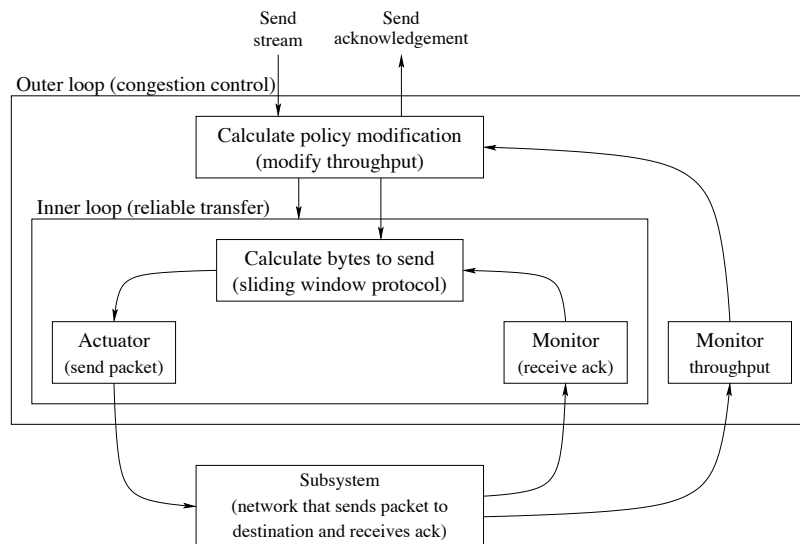 Send
stream
Send
acknowledgement
Outer loop (congestion control)
Calculate policy modification
(modify throughput)
Inner loop (reliable transfer)
Calculate bytes to send
(sliding window protocol)
Actuator
(send packet)
Monitor
(receive ack)
Monitor
throughput
Subsystem
(network that sends packet to
destination and receives ack)